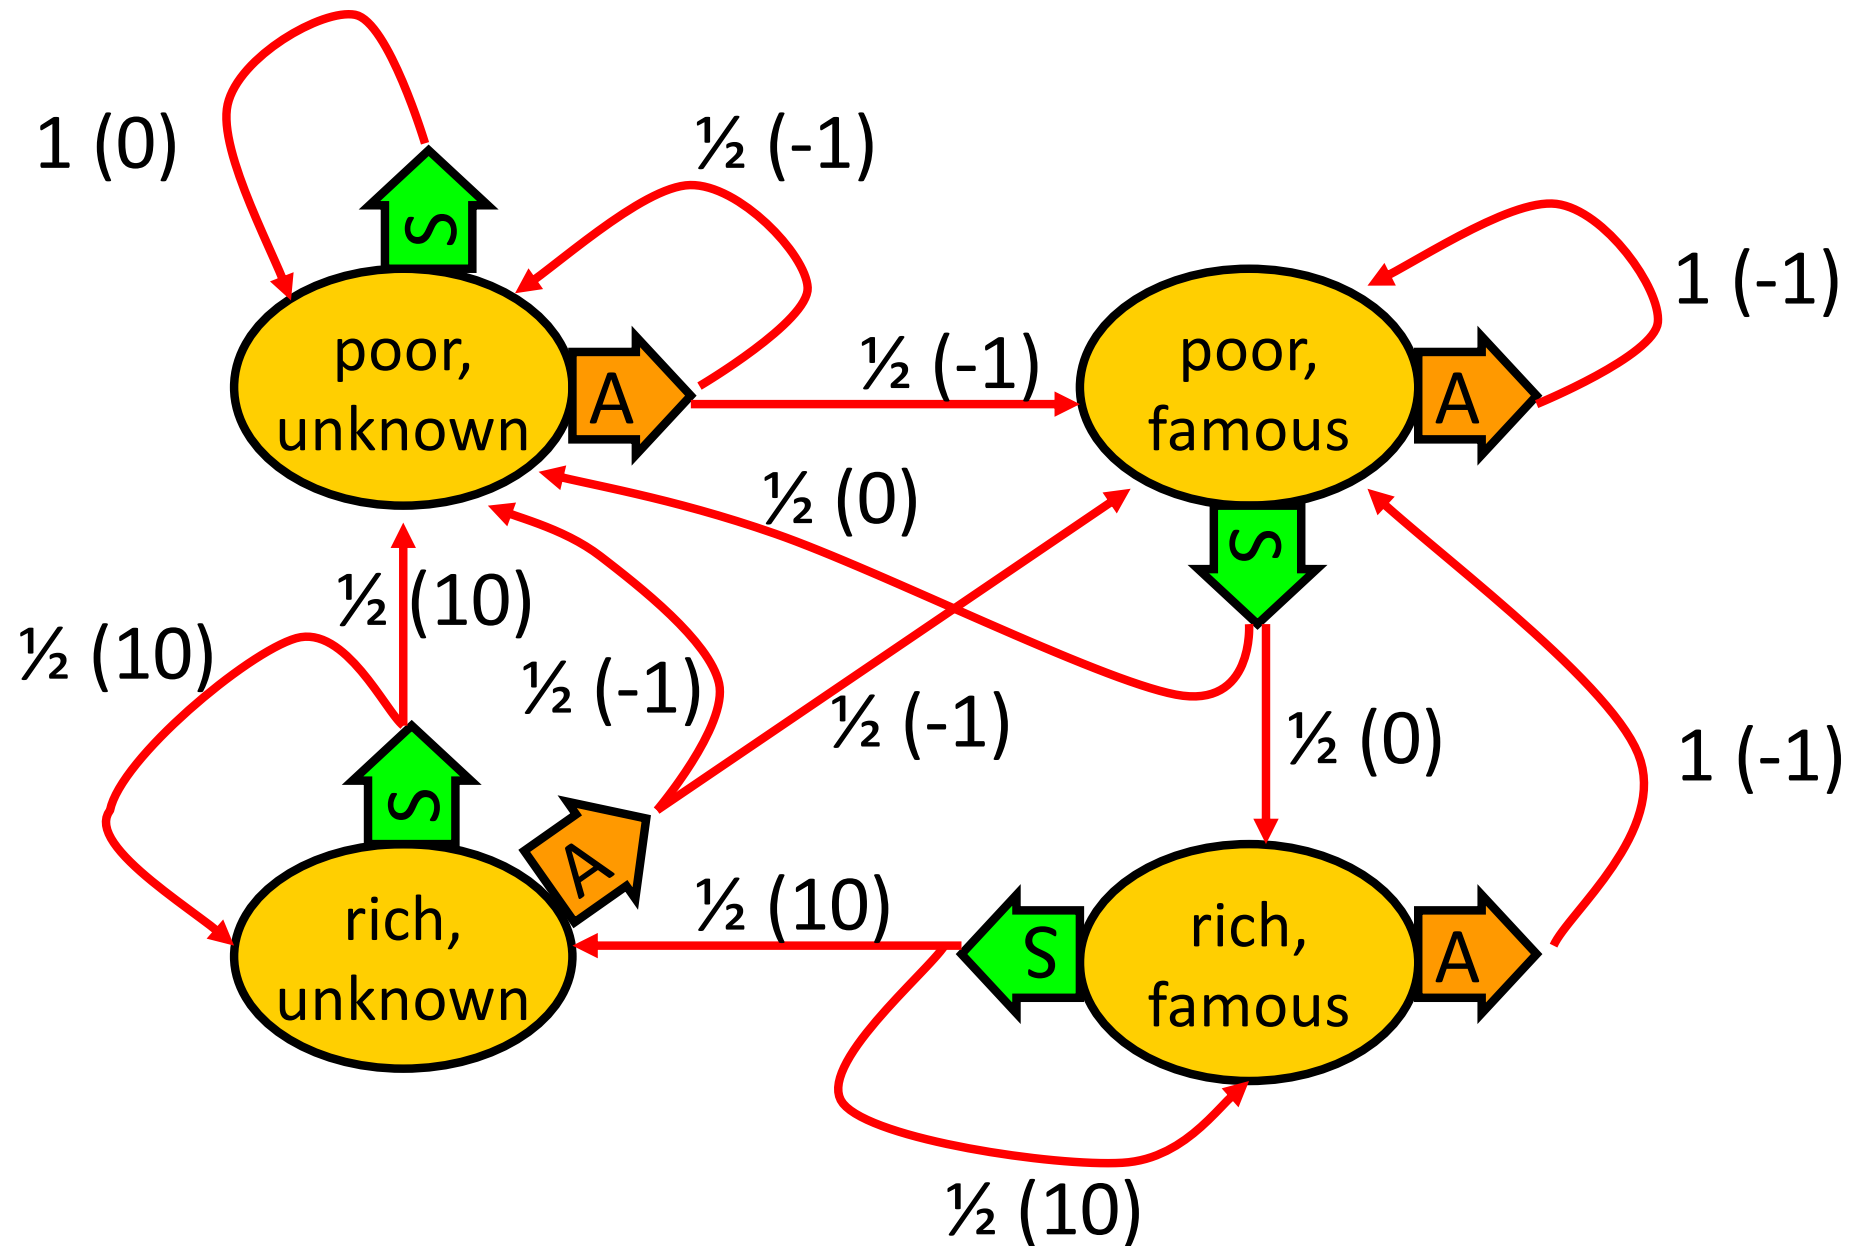 1 (0)
½ (-1)
S
1 (-1)
poor,
unknown
A
½ (-1)
poor,
famous
A
½ (0)
S
½ (10)
½ (10)
½ (-1)
½ (-1)
½ (0)
1 (-1)
S
A
rich,
unknown
½ (10)
S
rich,
famous
A
½ (10)